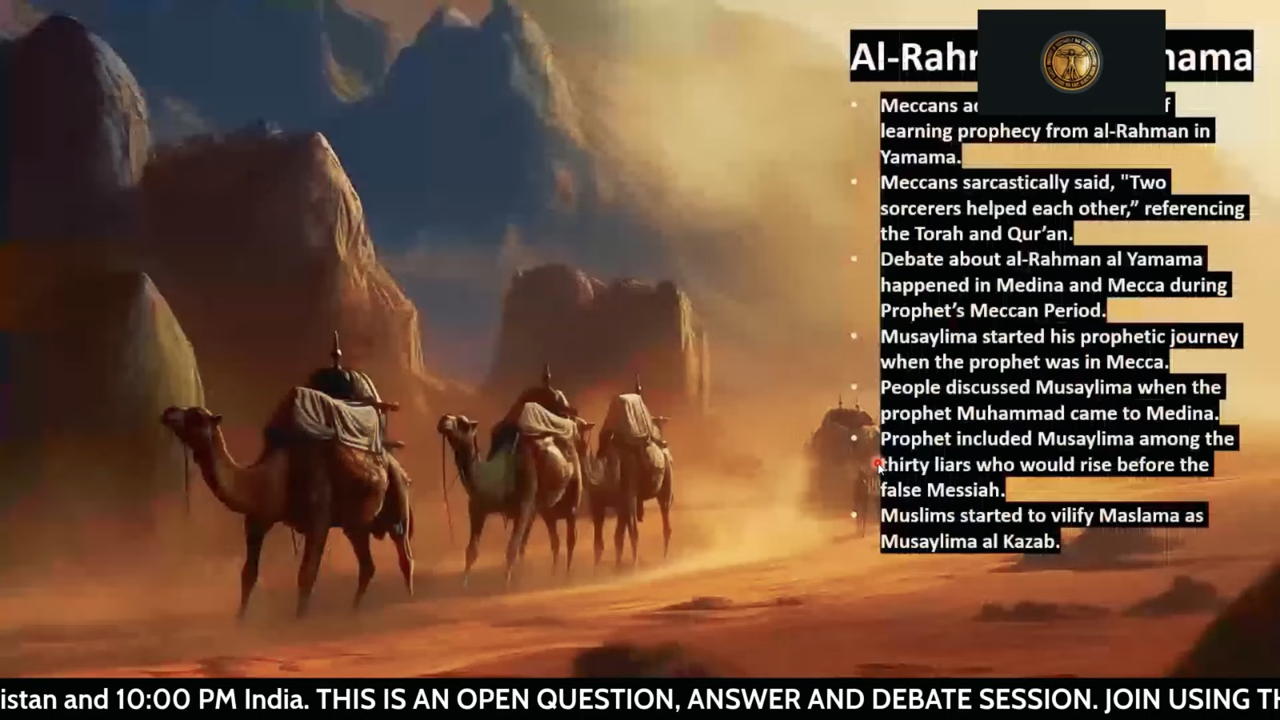 Al-Rahr nama
Meccans ac f
learning prophecy from al-Rahman in
Yamama.
Meccans sarcastically said, "Two
sorcerers helped each other,” referencing
the Torah and Qur’an.
Debate about al-Rahman al Yamama
happened in Medina and Mecca during
Prophet’s Meccan Period.
Musaylima started his prophetic journey
when the prophet was in Mecca.
People discussed Musaylima when the
prophet Muhammad came to Medina.
Prophet included Musaylima among the
thirty liars who would rise before the
false Messiah.
Muslims started to vilify Maslama as
Musaylima al Kazab.
istan and 10:00 PM India. THIS IS AN OPEN QUESTION, ANSWER AND DEBATE SESSION. JOIN USING TH